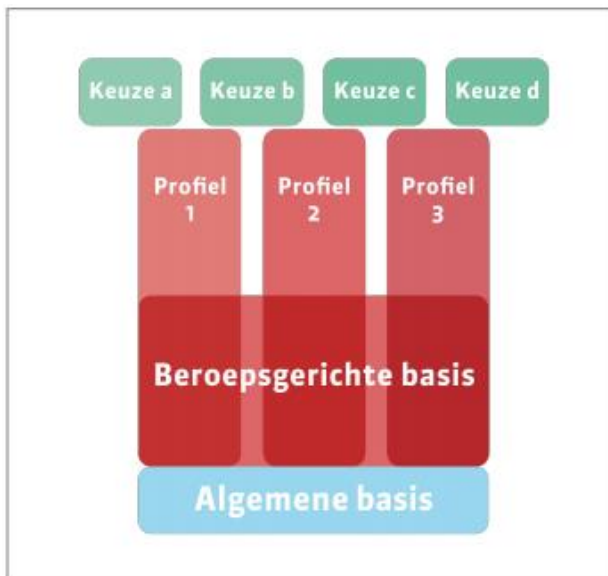 Keuze a
Keuze b
Keuze c
Keuze d
Profiel
1
Profiel
2
Profiel
3
Beroepsgerichte basis
Algemene basis